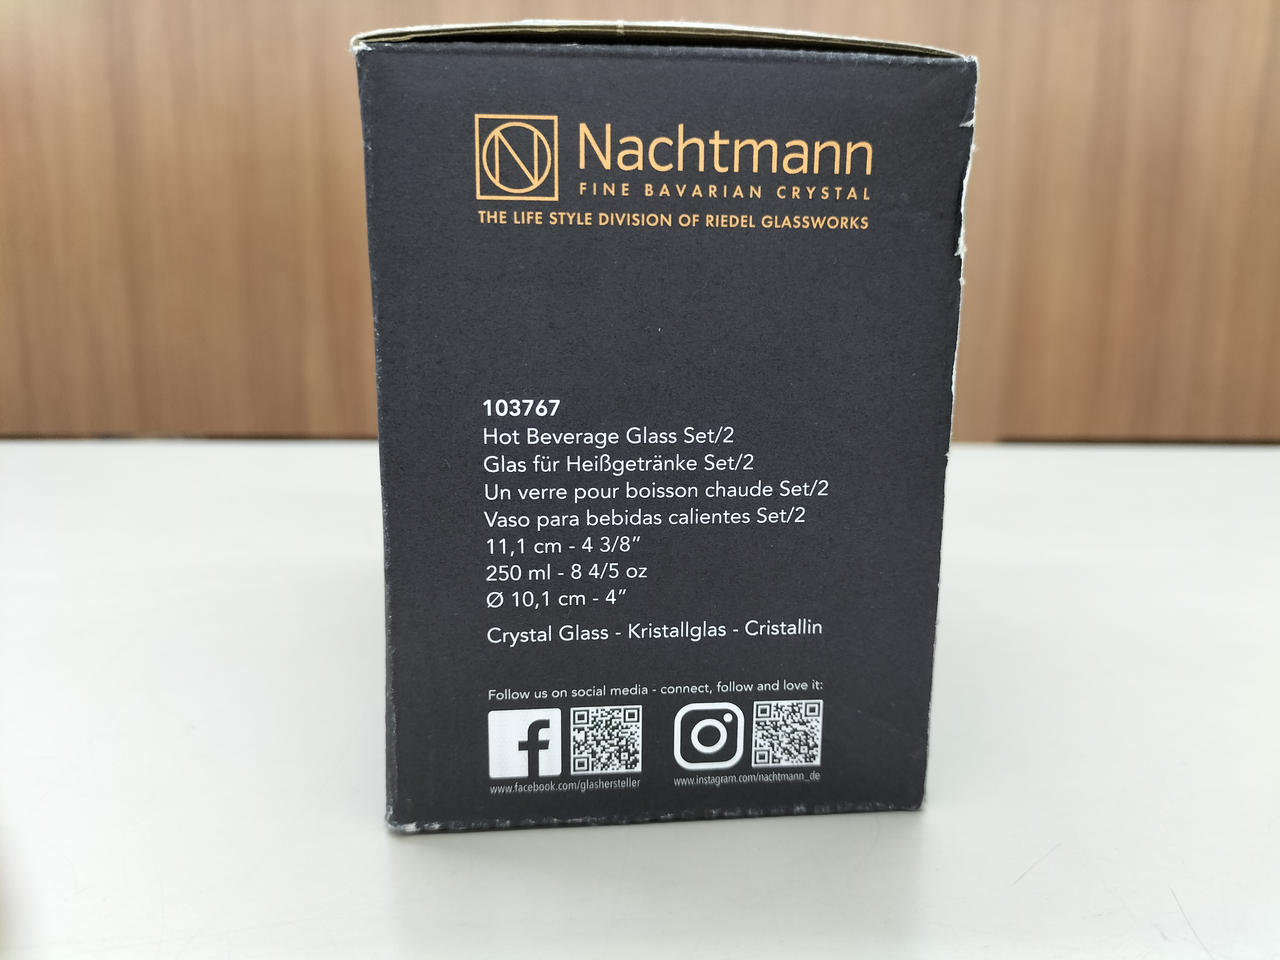 Nachtmann
FINE BAVARIAN CRYSTAL
THE LIFE STYLE DIVISION OF RIEDEL GLASSWORKS
103767
Hot Beverage Glass Set/2
Glas für Heißgetränke Set/2
Un verre pour boisson chaude Set/2
Vaso para bebidas calientes Set/2
11,1 cm - 4 3/8″
250 ml - 8 4/5 oz
Ø 10,1 cm - 4″
Crystal Glass - Kristallglas - Cristallin
Follow us on social media - connect, follow and love it:
www.facebook.com/glashersteller
www.instagram.com/nachtmann_de